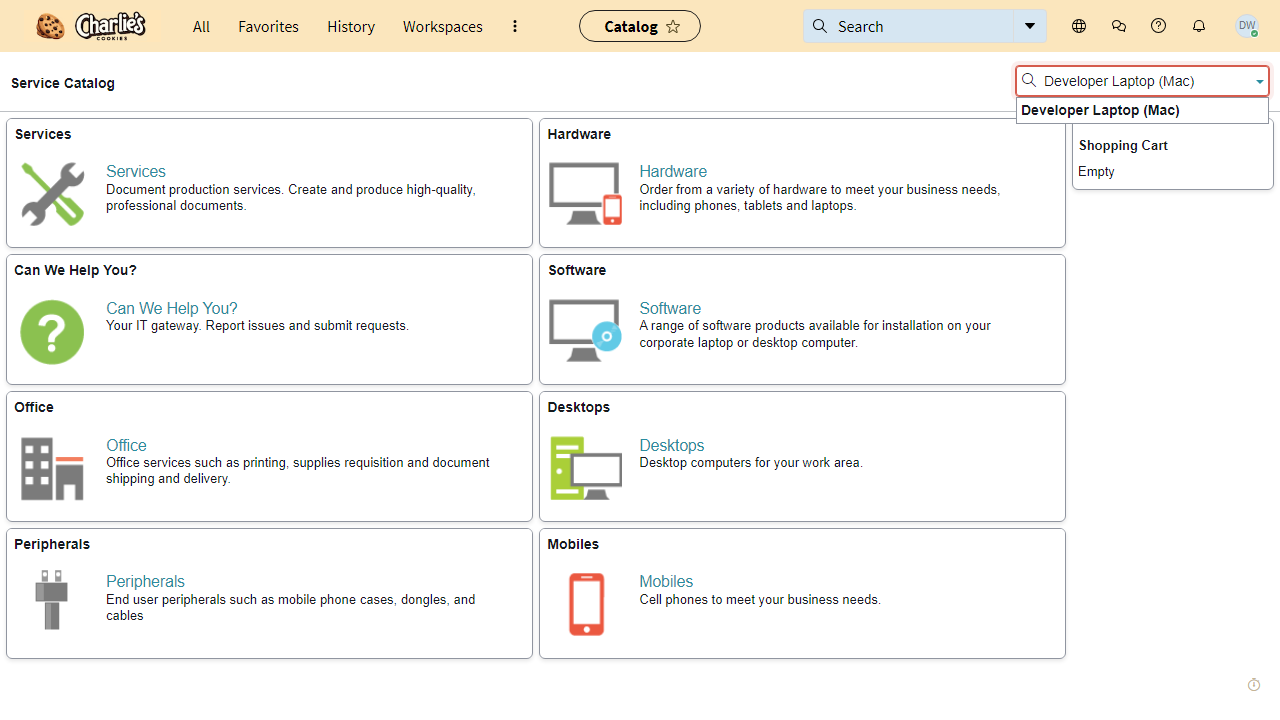 Charlie's
COOKIES
All
Favorites
History
Workspaces
Catalog
Search
DW
Service Catalog
Developer Laptop (Mac)
Developer Laptop (Mac)
Services
Services
Document production services. Create and produce high-quality,
professional documents.
Hardware
Hardware
Order from a variety of hardware to meet your business needs,
including phones, tablets and laptops.
Shopping Cart
Empty
Can We Help You?
Can We Help You?
Your IT gateway. Report issues and submit requests.
Software
Software
A range of software products available for installation on your
corporate laptop or desktop computer.
Office
Office
Office services such as printing, supplies requisition and document
shipping and delivery.
Desktops
Desktops
Desktop computers for your work area.
Peripherals
Peripherals
End user peripherals such as mobile phone cases, dongles, and
cables
Mobiles
Mobiles
Cell phones to meet your business needs.